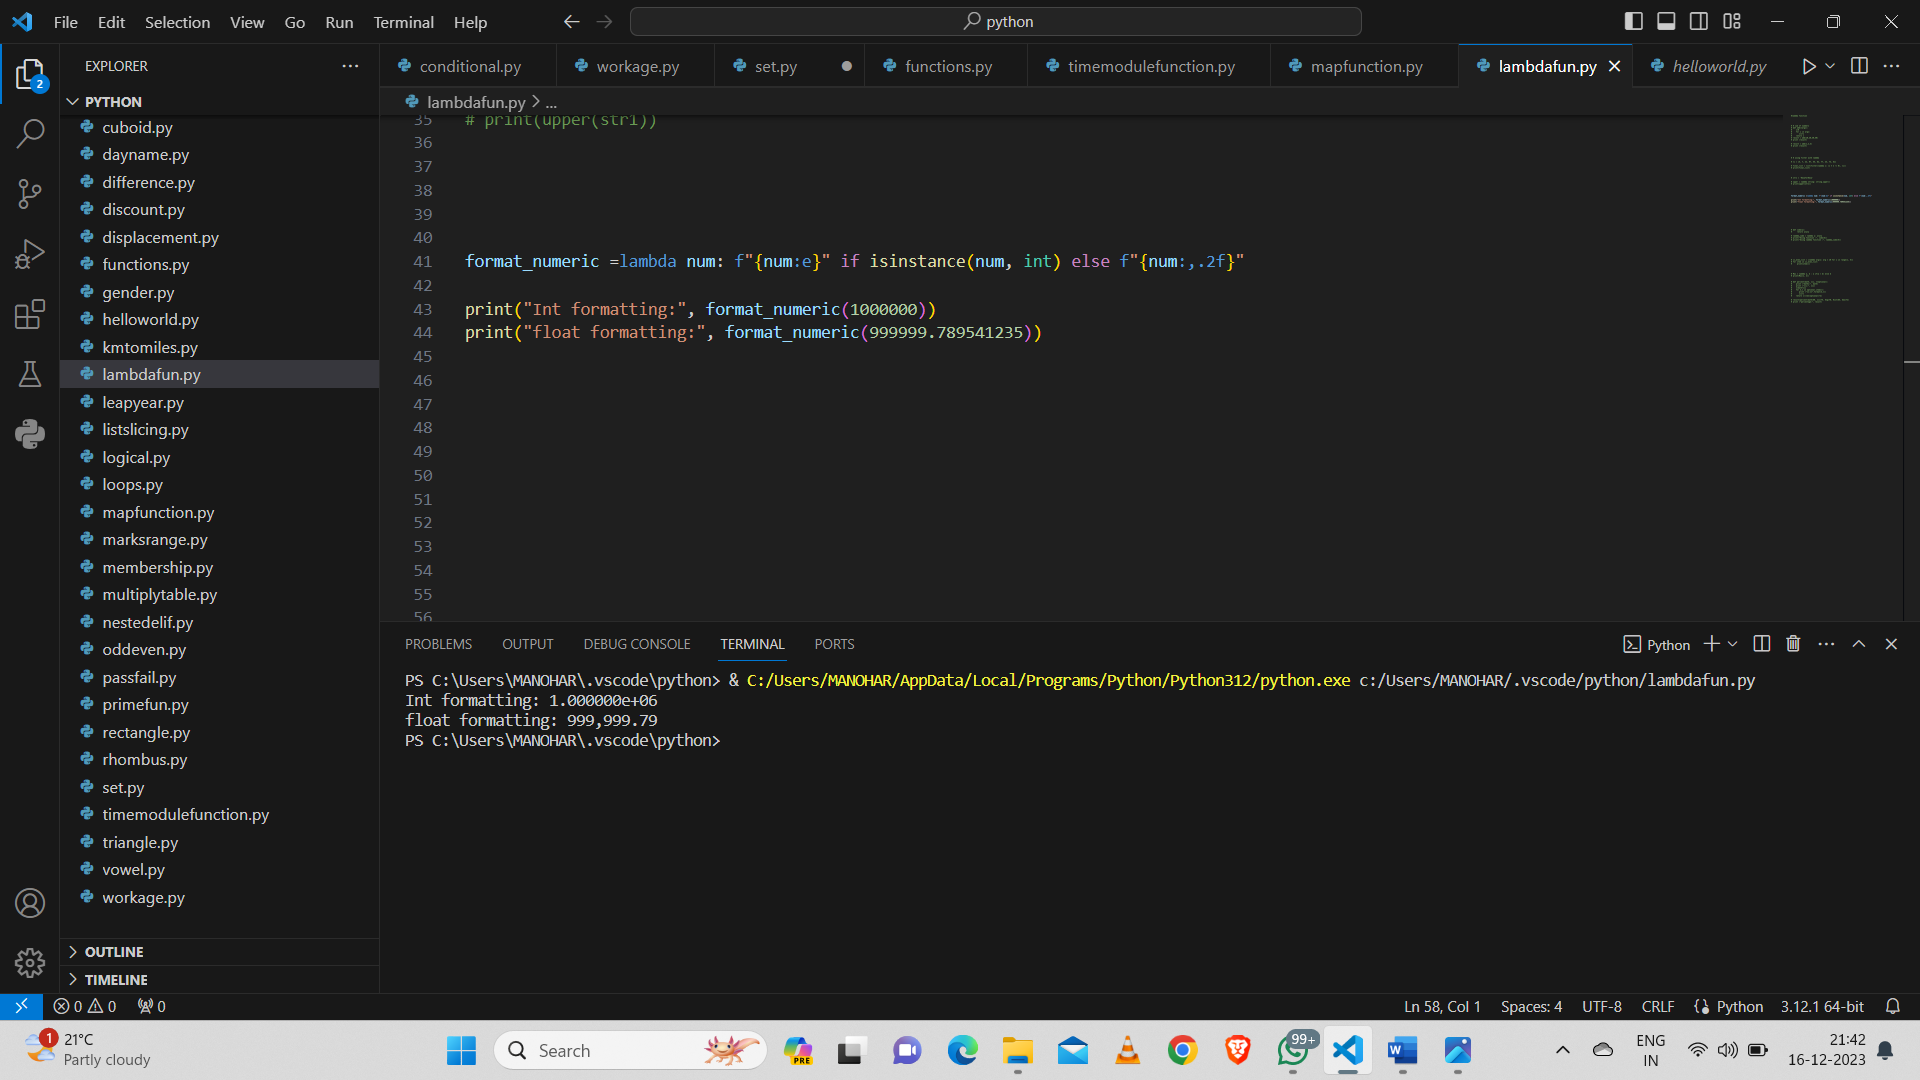 File Edit Selection View Go Run Terminal Help
python
EXPLORER
PYTHON
cuboid.py
dayname.py
difference.py
discount.py
displacement.py
functions.py
gender.py
helloworld.py
kmtomiles.py
lambdafun.py
leapyear.py
listslicing.py
logical.py
loops.py
mapfunction.py
marksrange.py
membership.py
multiplytable.py
nestedelif.py
oddeven.py
passfail.py
primefun.py
rectangle.py
rhombus.py
set.py
timemodulefunction.py
triangle.py
vowel.py
workage.py
OUTLINE
TIMELINE
2
conditional.py workage.py set.py functions.py timemodulefunction.py mapfunction.py lambdafun.py helloworld.py
lambdafun.py > ...
35 # print(upper(str1))
36
37
38
39
40
41 format_numeric =lambda num: f"{num:e}" if isinstance(num, int) else f"{num:,.2f}"
42
43 print("Int formatting:", format_numeric(1000000))
44 print("float formatting:", format_numeric(999999.789541235))
45
46
47
48
49
50
51
52
53
54
55
56
PROBLEMS OUTPUT DEBUG CONSOLE TERMINAL PORTS
Python
PS C:\Users\MANOHAR\.vscode\python> & C:/Users/MANOHAR/AppData/Local/Programs/Python/Python312/python.exe c:/Users/MANOHAR/.vscode/python/lambdafun.py
Int formatting: 1.000000e+06
float formatting: 999,999.79
PS C:\Users\MANOHAR\.vscode\python>
0 0 0
Ln 58, Col 1 Spaces: 4 UTF-8 CRLF {} Python 3.12.1 64-bit
1
21°C
Partly cloudy
Search
PRE
99+
ENG
IN
21:42
16-12-2023